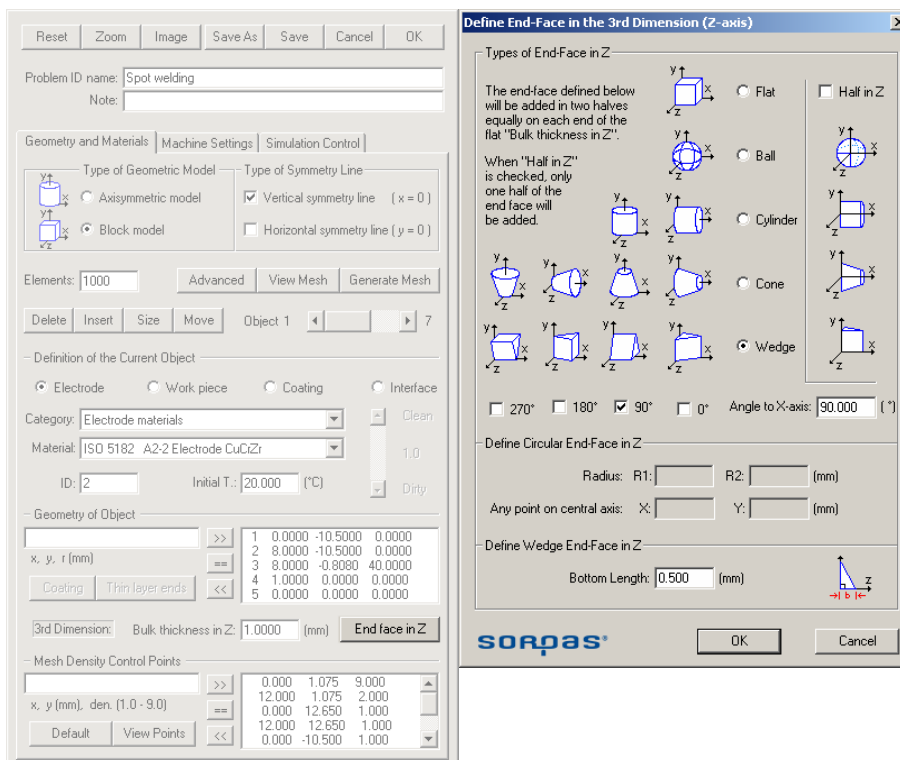 Reset Zoom Image Save As Save Cancel OK
Problem ID name: Spot welding
Note:
Geometry and Materials Machine Settings Simulation Control
Type of Geometric Model Type of Symmetry Line
Axisymmetric model Vertical symmetry line ( x = 0 )
Block model Horizontal symmetry line ( y = 0 )
Elements: 1000 Advanced View Mesh Generate Mesh
Delete Insert Size Move Object 1 7
Definition of the Current Object
Electrode Work piece Coating Interface
Category: Electrode materials Clean
Material: ISO 5182 A2-2 Electrode CuCrZr 1.0
ID: 2 Initial T.: 20.000 (°C) Dirty
Geometry of Object
x, y, r (mm)
>>
==
<<
Coating Thin layer ends
1 0.0000 -10.5000 0.0000
2 8.0000 -10.5000 0.0000
3 8.0000 -0.8080 40.0000
4 1.0000 0.0000 0.0000
5 0.0000 0.0000 0.0000
3rd Dimension: Bulk thickness in Z: 1.0000 (mm) End face in Z
Mesh Density Control Points
x, y (mm), den. (1.0 - 9.0)
>>
==
<<
Default View Points
0.000 1.075 9.000
12.000 1.075 2.000
0.000 12.650 1.000
12.000 12.650 1.000
0.000 -10.500 1.000
Define End-Face in the 3rd Dimension (Z-axis)
Types of End-Face in Z
The end-face defined below
will be added in two halves
equally on each end of the
flat "Bulk thickness in Z".
When "Half in Z"
is checked, only
one half of the
end face will
be added.
Flat Half in Z
Ball
Cylinder
Cone
Wedge
270° 180° 90° 0° Angle to X-axis: 90.000 (°)
Define Circular End-Face in Z
Radius: R1: R2: (mm)
Any point on central axis: X: Y: (mm)
Define Wedge End-Face in Z
Bottom Length: 0.500 (mm)
z
b
SORPAS® OK Cancel